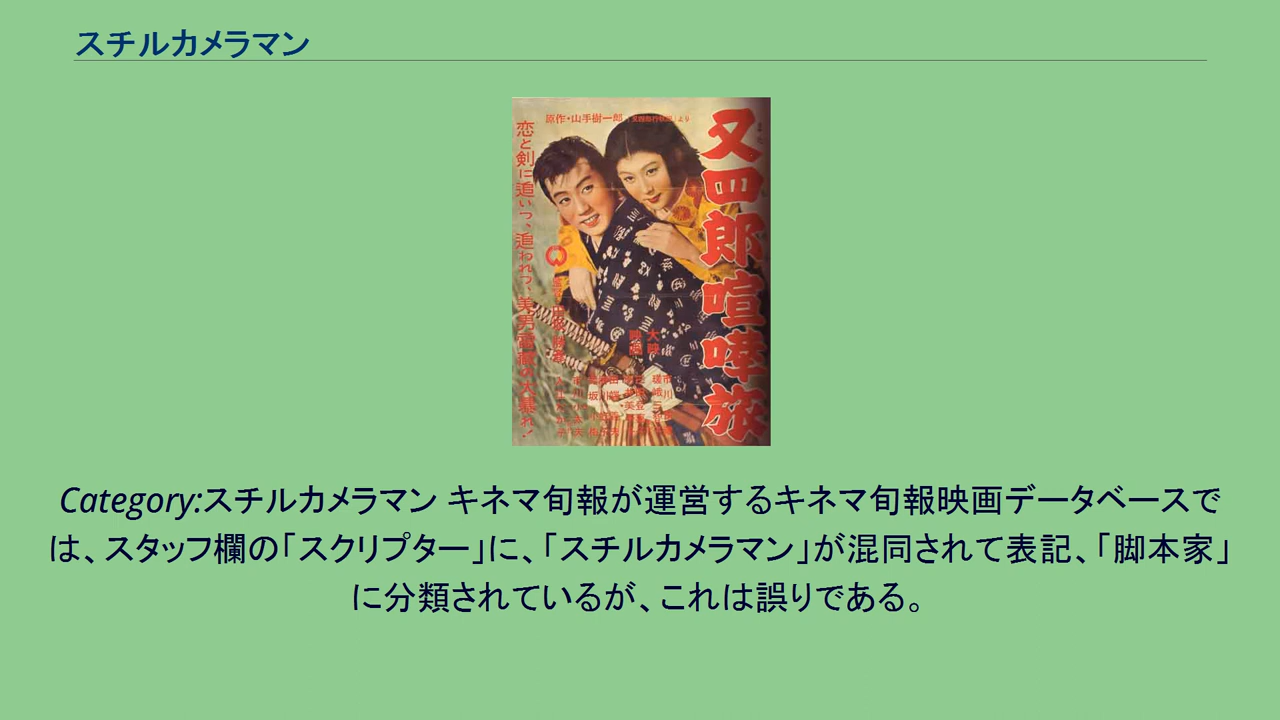 スチルカメラマン
原作・山手樹一郎
又四郎喧嘩旅
恋と剣に追いつ、追われつ、美男
大映
映画
Category:スチルカメラマン キネマ旬報が運営するキネマ旬報映画データベースで
は、スタッフ欄の「スクリプター」に、「スチルカメラマン」が混同されて表記、「脚本家」
に分類されているが、これは誤りである。